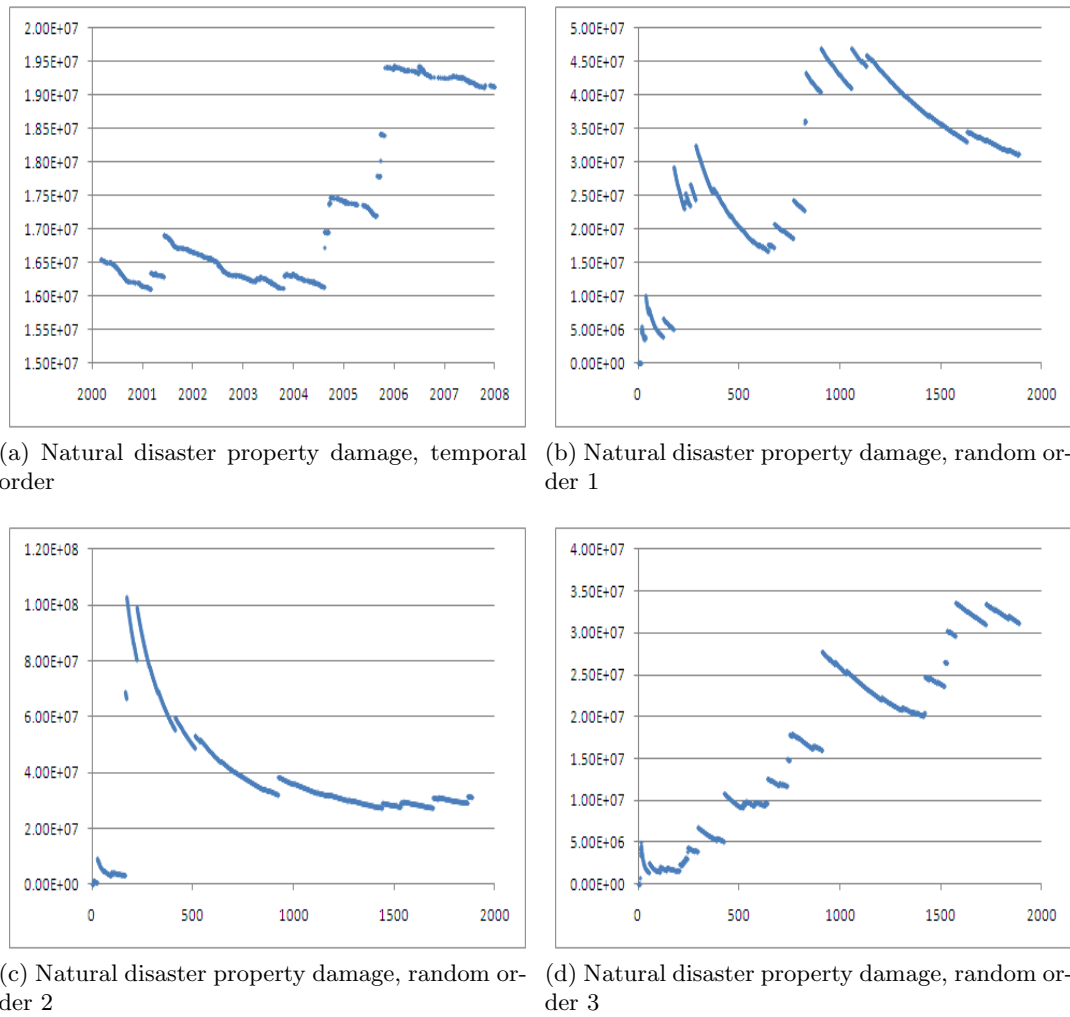 2.00E+07
1.95E+07
1.90E+07
1.85E+07
1.80E+07
1.75E+07
1.70E+07
1.65E+07
1.60E+07
1.55E+07
1.50E+07
2000 2001 2002 2003 2004 2005 2006 2007 2008
(a) Natural disaster property damage, temporal
order
5.00E+07
4.50E+07
4.00E+07
3.50E+07
3.00E+07
2.50E+07
2.00E+07
1.50E+07
1.00E+07
5.00E+06
0.00E+00
0 500 1000 1500 2000
(b) Natural disaster property damage, random or-
der 1
1.20E+08
1.00E+08
8.00E+07
6.00E+07
4.00E+07
2.00E+07
0.00E+00
0 500 1000 1500 2000
(c) Natural disaster property damage, random or-
der 2
4.00E+07
3.50E+07
3.00E+07
2.50E+07
2.00E+07
1.50E+07
1.00E+07
5.00E+06
0.00E+00
0 500 1000 1500 2000
(d) Natural disaster property damage, random or-
der 3